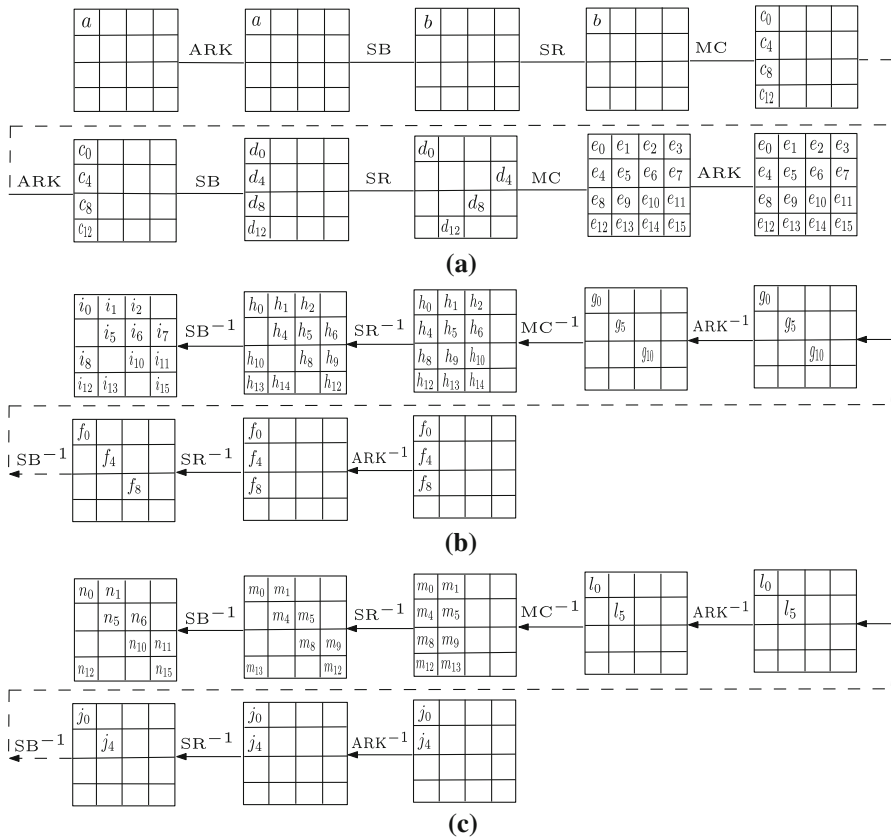 a a b b c₀
ARK SB SR MC
c₄
c₈
c₁₂
c₀ d₀ d₀ e₀ e₁ e₂ e₃ e₀ e₁ e₂ e₃
c₄ d₄ d₄ e₄ e₅ e₆ e₇ e₄ e₅ e₆ e₇
ARK SB SR MC ARK
c₈ d₈ d₈ e₈ e₉ e₁₀ e₁₁ e₈ e₉ e₁₀ e₁₁
c₁₂ d₁₂ d₁₂ e₁₂ e₁₃ e₁₄ e₁₅ e₁₂ e₁₃ e₁₄ e₁₅
(a)
i₀ i₁ i₂ h₀ h₁ h₂ h₀ h₁ h₂ g₀ g₀
i₅ i₆ i₇ h₄ h₅ h₆ h₄ h₅ h₆ g₅ g₅
SB⁻¹ SR⁻¹ MC⁻¹ ARK⁻¹
i₈ i₁₀ i₁₁ h₁₀ h₈ h₉ h₈ h₉ h₁₀ g₁₀ g₁₀
i₁₂ i₁₃ i₁₅ h₁₃ h₁₄ h₁₂ h₁₂ h₁₃ h₁₄
f₀ f₀ f₀
f₄ f₄ f₄
SB⁻¹ SR⁻¹ ARK⁻¹
f₈ f₈ f₈
(b)
n₀ n₁ m₀ m₁ m₀ m₁ l₀ l₀
n₅ n₆ m₄ m₅ m₄ m₅ l₅ l₅
SB⁻¹ SR⁻¹ MC⁻¹ ARK⁻¹
n₁₀ n₁₁ m₈ m₉ m₈ m₉
n₁₂ n₁₅ m₁₃ m₁₂ m₁₂ m₁₃
j₀ j₀ j₀
j₄ j₄ j₄
SB⁻¹ SR⁻¹ ARK⁻¹
(c)